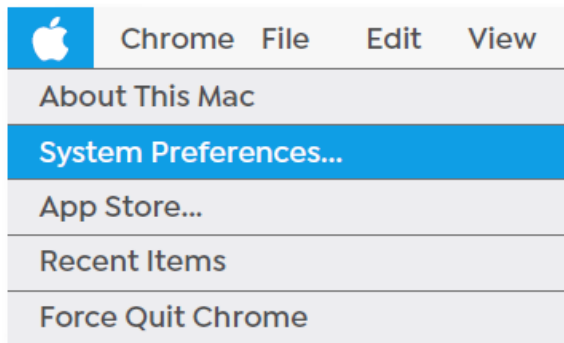 Chrome File Edit View
About This Mac
System Preferences...
App Store...
Recent Items
Force Quit Chrome